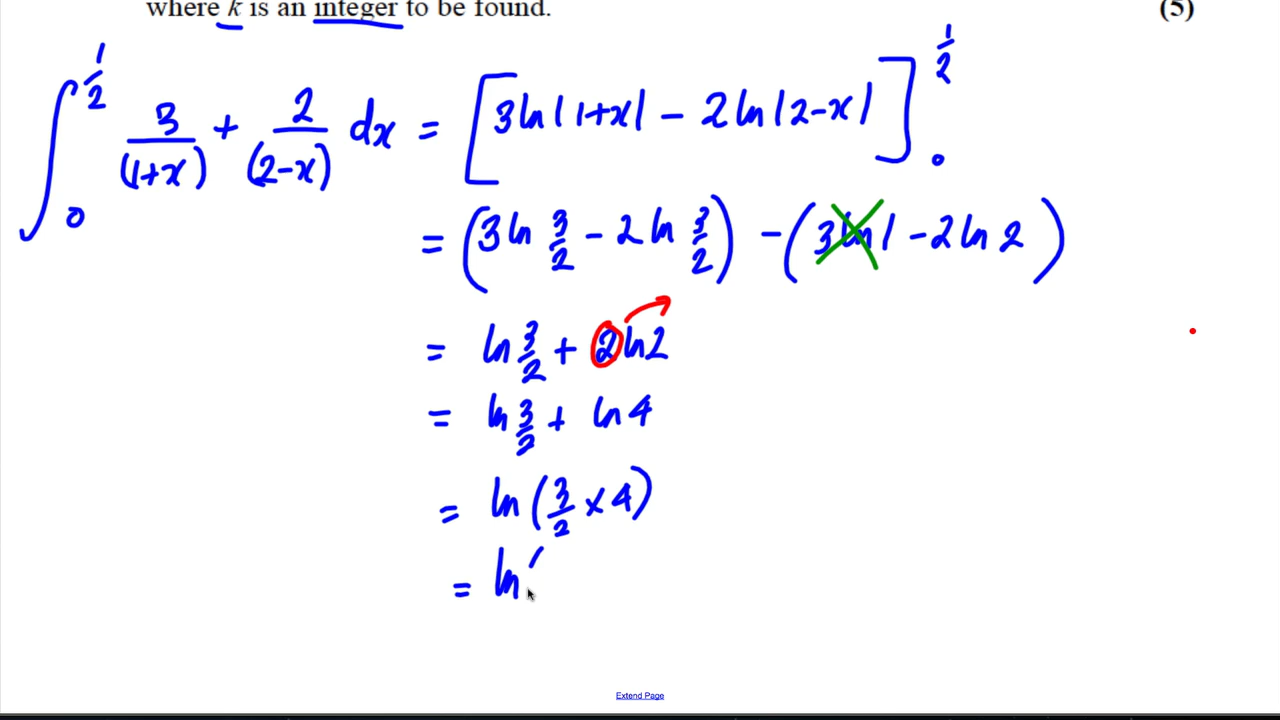 where k is an integer to be found. (5)
∫₀^(1/2) 3/(1+x) + 2/(2-x) dx = [3ln|1+x| - 2ln|2-x|]₀^(1/2)
= (3ln 3/2 - 2ln 3/2) - (3ln1 - 2ln2)
= ln 3/2 + 2ln2
= ln 3/2 + ln4
= ln(3/2 × 4)
= ln
Extend Page